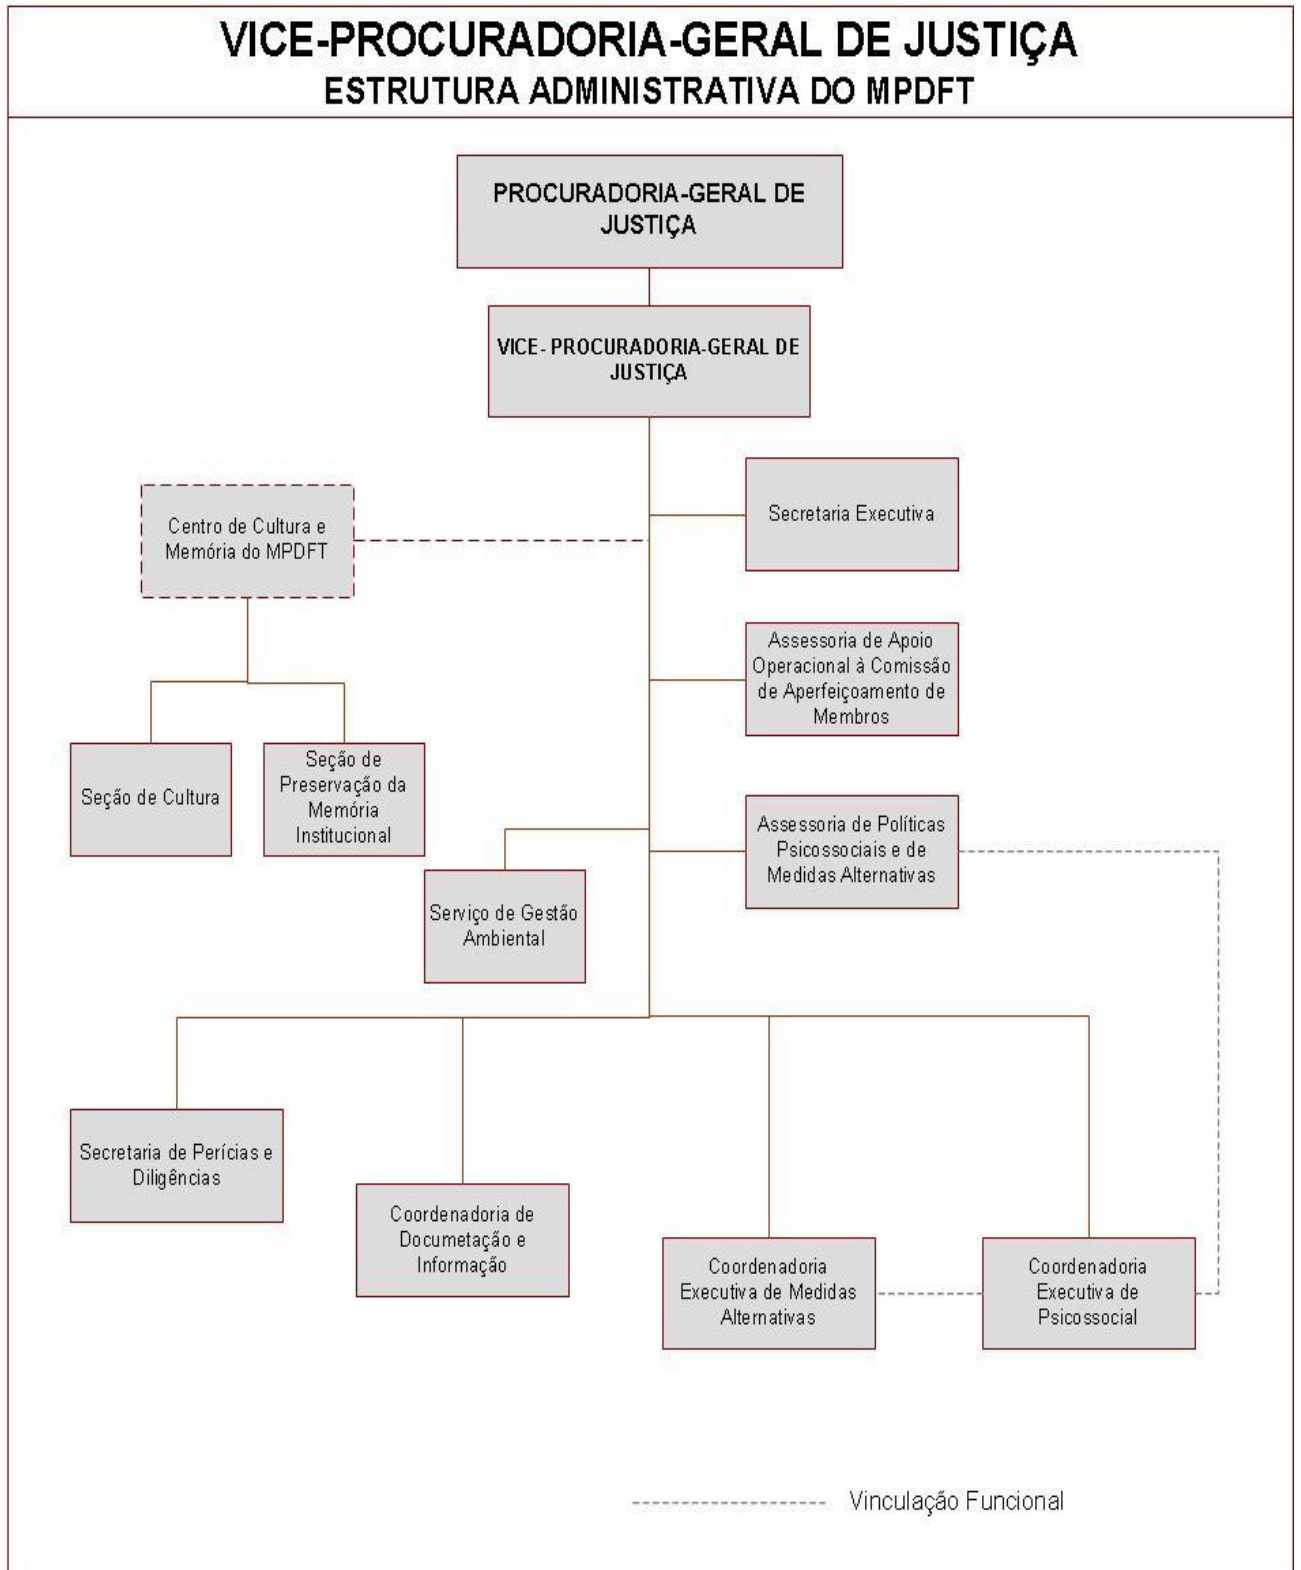 VICE-PROCURADORIA-GERAL DE JUSTIÇA
ESTRUTURA ADMINISTRATIVA DO MPDFT
PROCURADORIA-GERAL DE
JUSTIÇA
VICE- PROCURADORIA-GERAL DE
JUSTIÇA
Centro de Cultura e
Memória do MPDFT
Secretaria Executiva
Assessoria de Apoio
Operacional à Comissão
de Aperfeiçoamento de
Membros
Seção de Cultura
Seção de
Preservação da
Memória
Institucional
Assessoria de Políticas
Psicossociais e de
Medidas Alternativas
Serviço de Gestão
Ambiental
Secretaria de Perícias e
Diligências
Coordenadoria de
Documetação e
Informação
Coordenadoria
Executiva de Medidas
Alternativas
Coordenadoria
Executiva de
Psicossocial
Vinculação Funcional